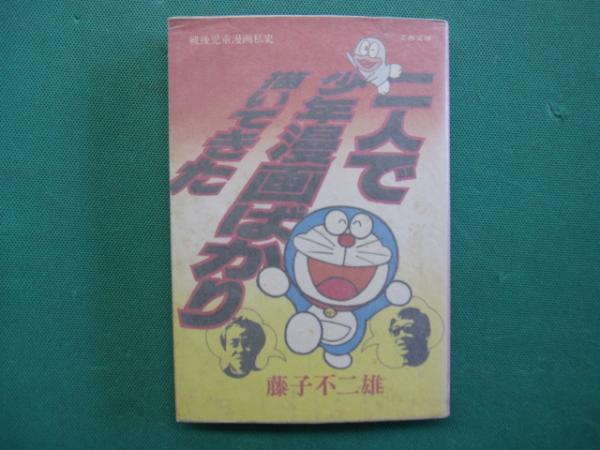 戦後児童漫画私史
文春文庫
二人で
少年漫画ばかり
描いてきた
藤子不二雄